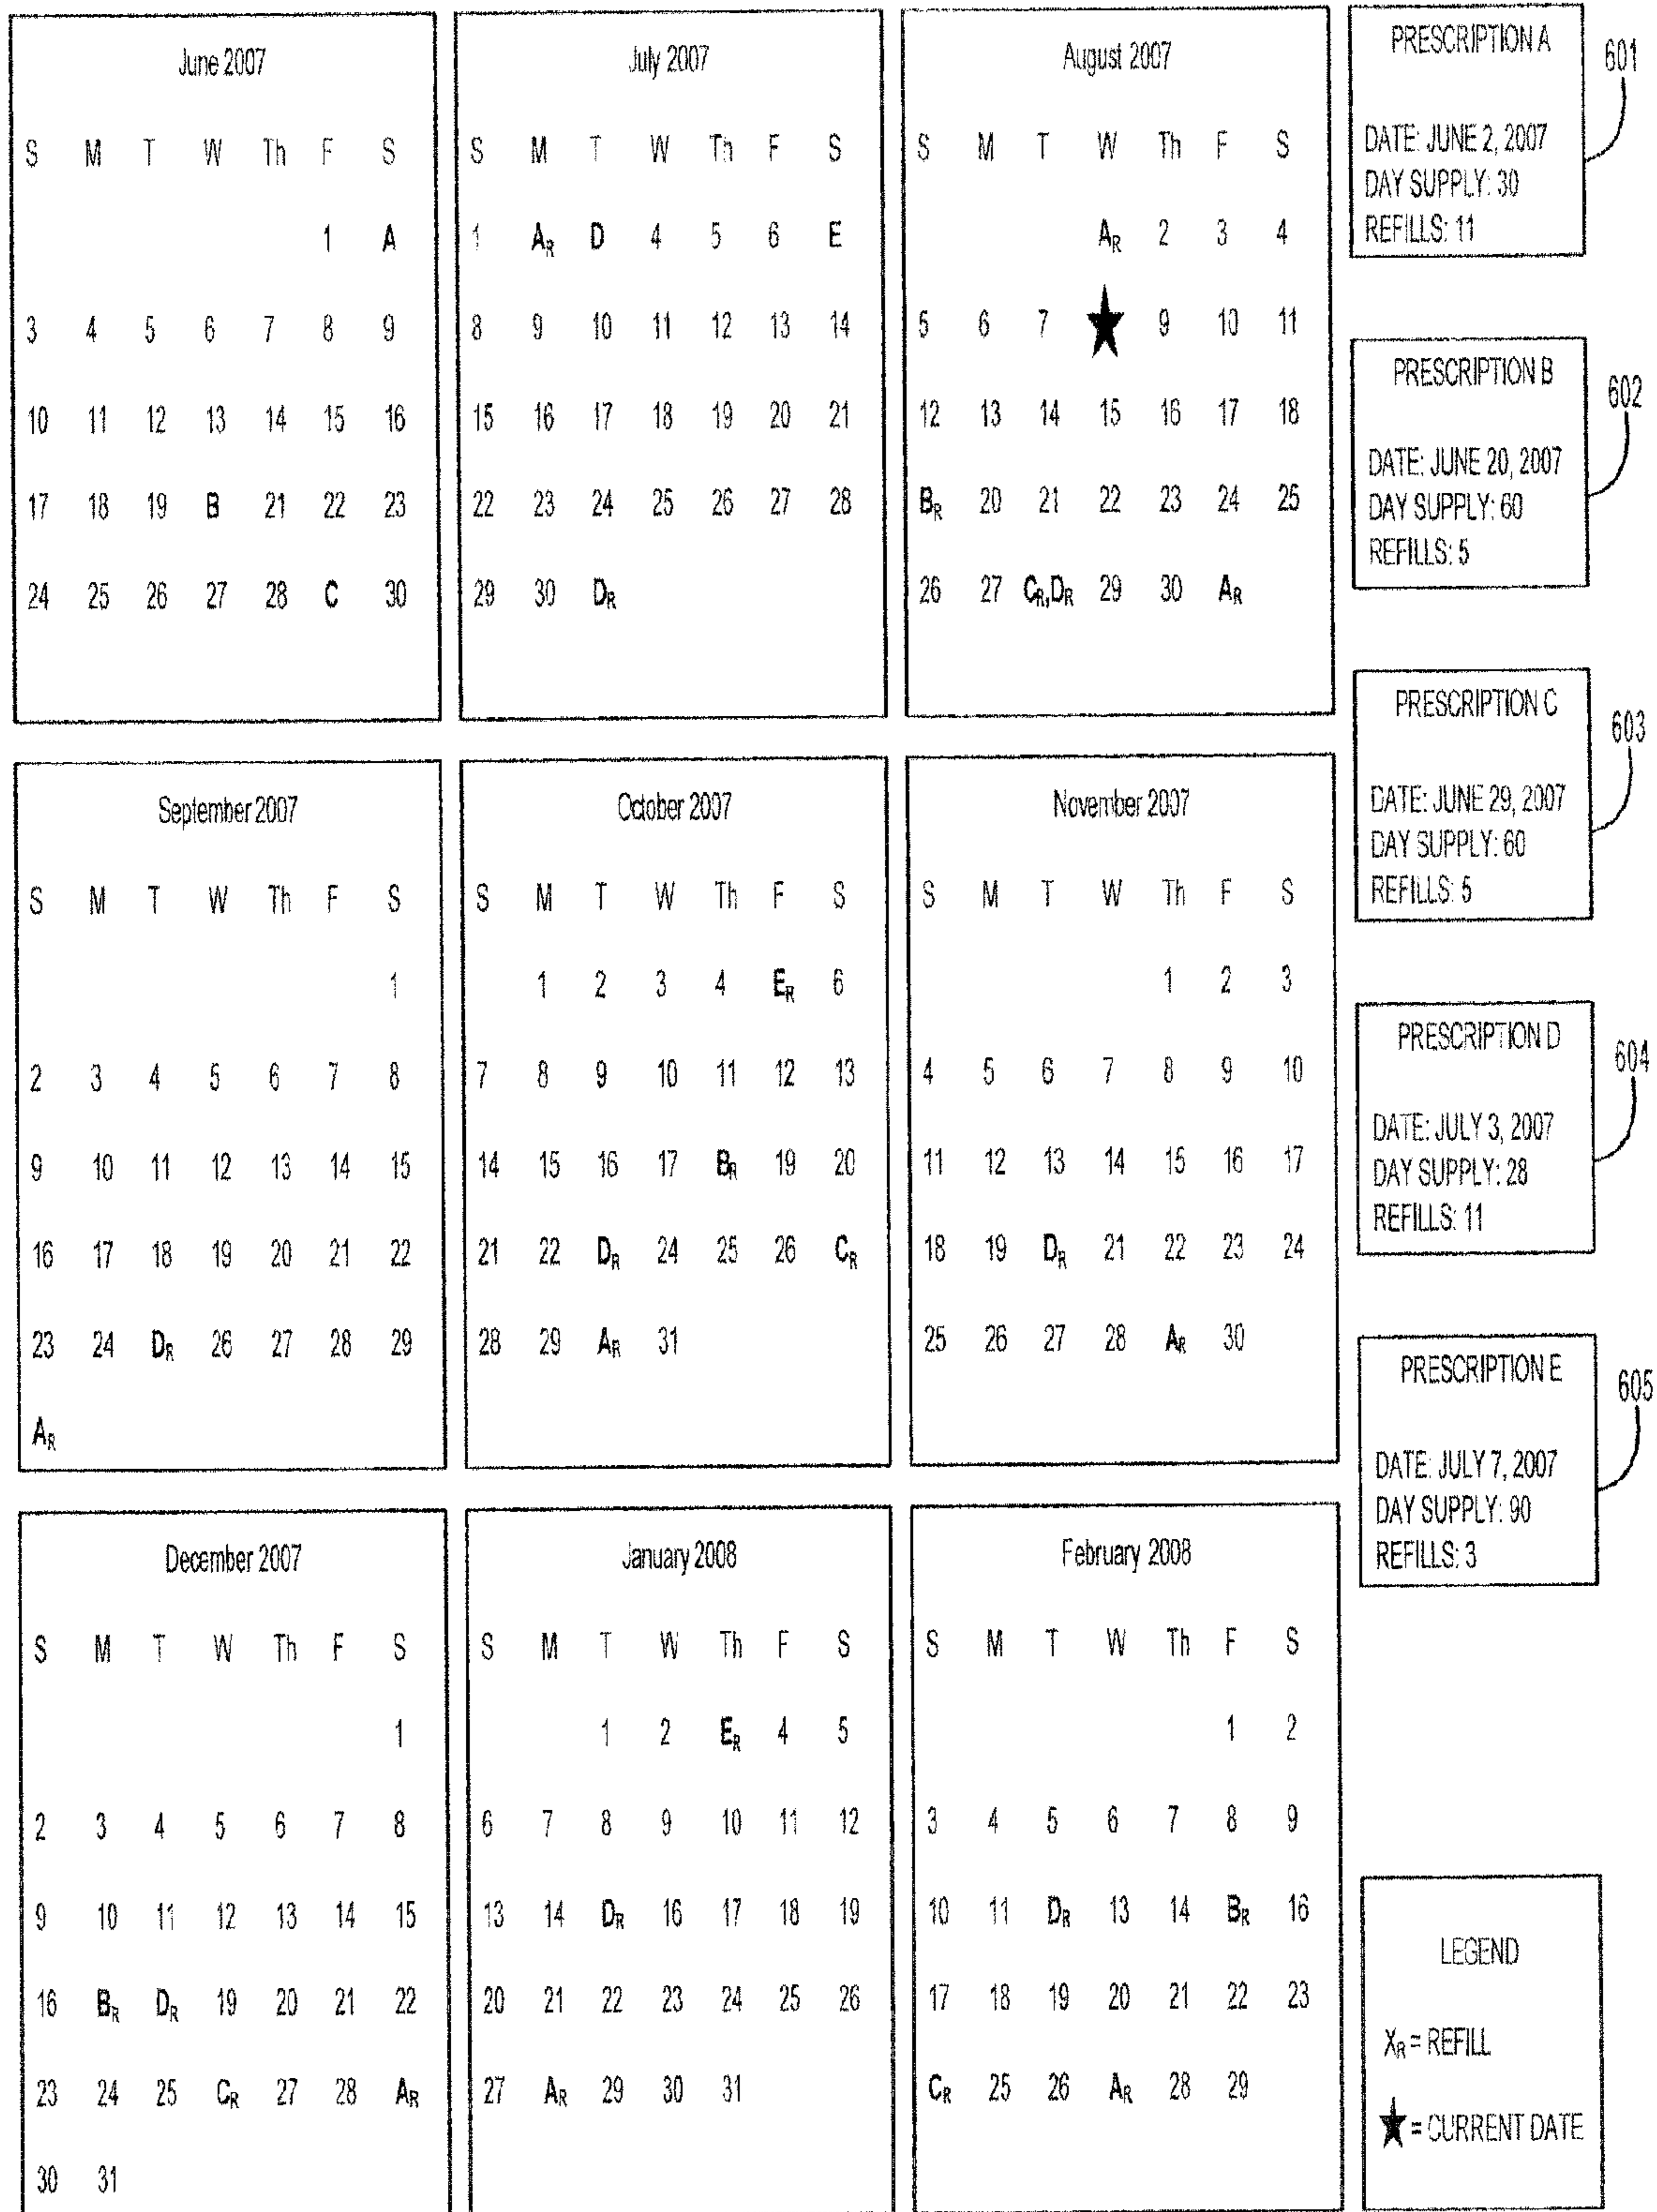 June 2007
S M T W Th F S
1 A
3 4 5 6 7 8 9
10 11 12 13 14 15 16
17 18 19 B 21 22 23
24 25 26 27 28 C 30
July 2007
S M T W Th F S
1 AR D 4 5 6 E
8 9 10 11 12 13 14
15 16 17 18 19 20 21
22 23 24 25 26 27 28
29 30 DR
August 2007
S M T W Th F S
AR 2 3 4
5 6 7 ★ 9 10 11
12 13 14 15 16 17 18
BR 20 21 22 23 24 25
26 27 CR,DR 29 30 AR
PRESCRIPTION A
DATE: JUNE 2, 2007
DAY SUPPLY: 30
REFILLS: 11
601
PRESCRIPTION B
DATE: JUNE 20, 2007
DAY SUPPLY: 60
REFILLS: 5
602
PRESCRIPTION C
DATE: JUNE 29, 2007
DAY SUPPLY: 60
REFILLS: 5
603
September 2007
S M T W Th F S
1
2 3 4 5 6 7 8
9 10 11 12 13 14 15
16 17 18 19 20 21 22
23 24 DR 26 27 28 29
AR
October 2007
S M T W Th F S
1 2 3 4 ER 6
7 8 9 10 11 12 13
14 15 16 17 BR 19 20
21 22 DR 24 25 26 CR
28 29 AR 31
November 2007
S M T W Th F S
1 2 3
4 5 6 7 8 9 10
11 12 13 14 15 16 17
18 19 DR 21 22 23 24
25 26 27 28 AR 30
PRESCRIPTION D
DATE: JULY 3, 2007
DAY SUPPLY: 28
REFILLS: 11
604
PRESCRIPTION E
DATE: JULY 7, 2007
DAY SUPPLY: 90
REFILLS: 3
605
December 2007
S M T W Th F S
1
2 3 4 5 6 7 8
9 10 11 12 13 14 15
16 BR DR 19 20 21 22
23 24 25 CR 27 28 AR
30 31
January 2008
S M T W Th F S
1 2 ER 4 5
6 7 8 9 10 11 12
13 14 DR 16 17 18 19
20 21 22 23 24 25 26
27 AR 29 30 31
February 2008
S M T W Th F S
1 2
3 4 5 6 7 8 9
10 11 DR 13 14 BR 16
17 18 19 20 21 22 23
CR 25 26 AR 28 29
LEGEND
XR = REFILL
★ = CURRENT DATE